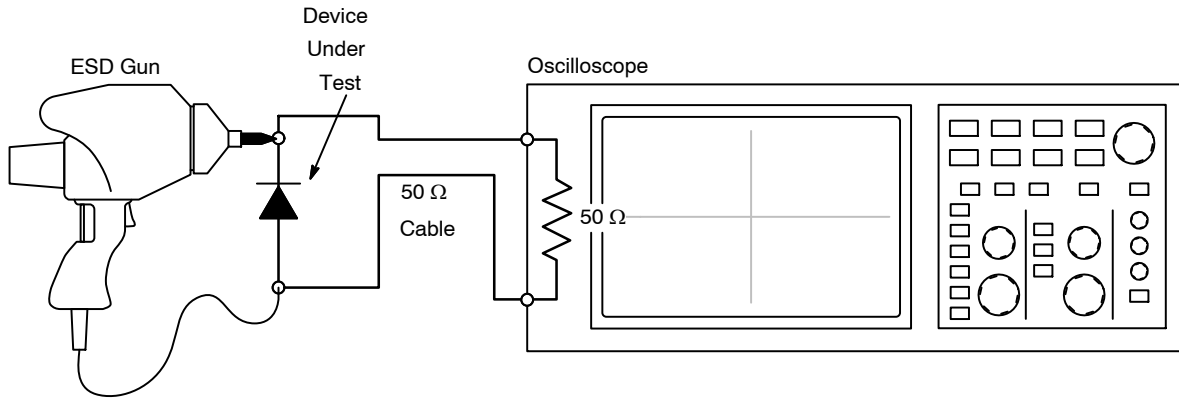 Device
Under
Test
ESD Gun
Oscilloscope
50 Ω
Cable
50 Ω